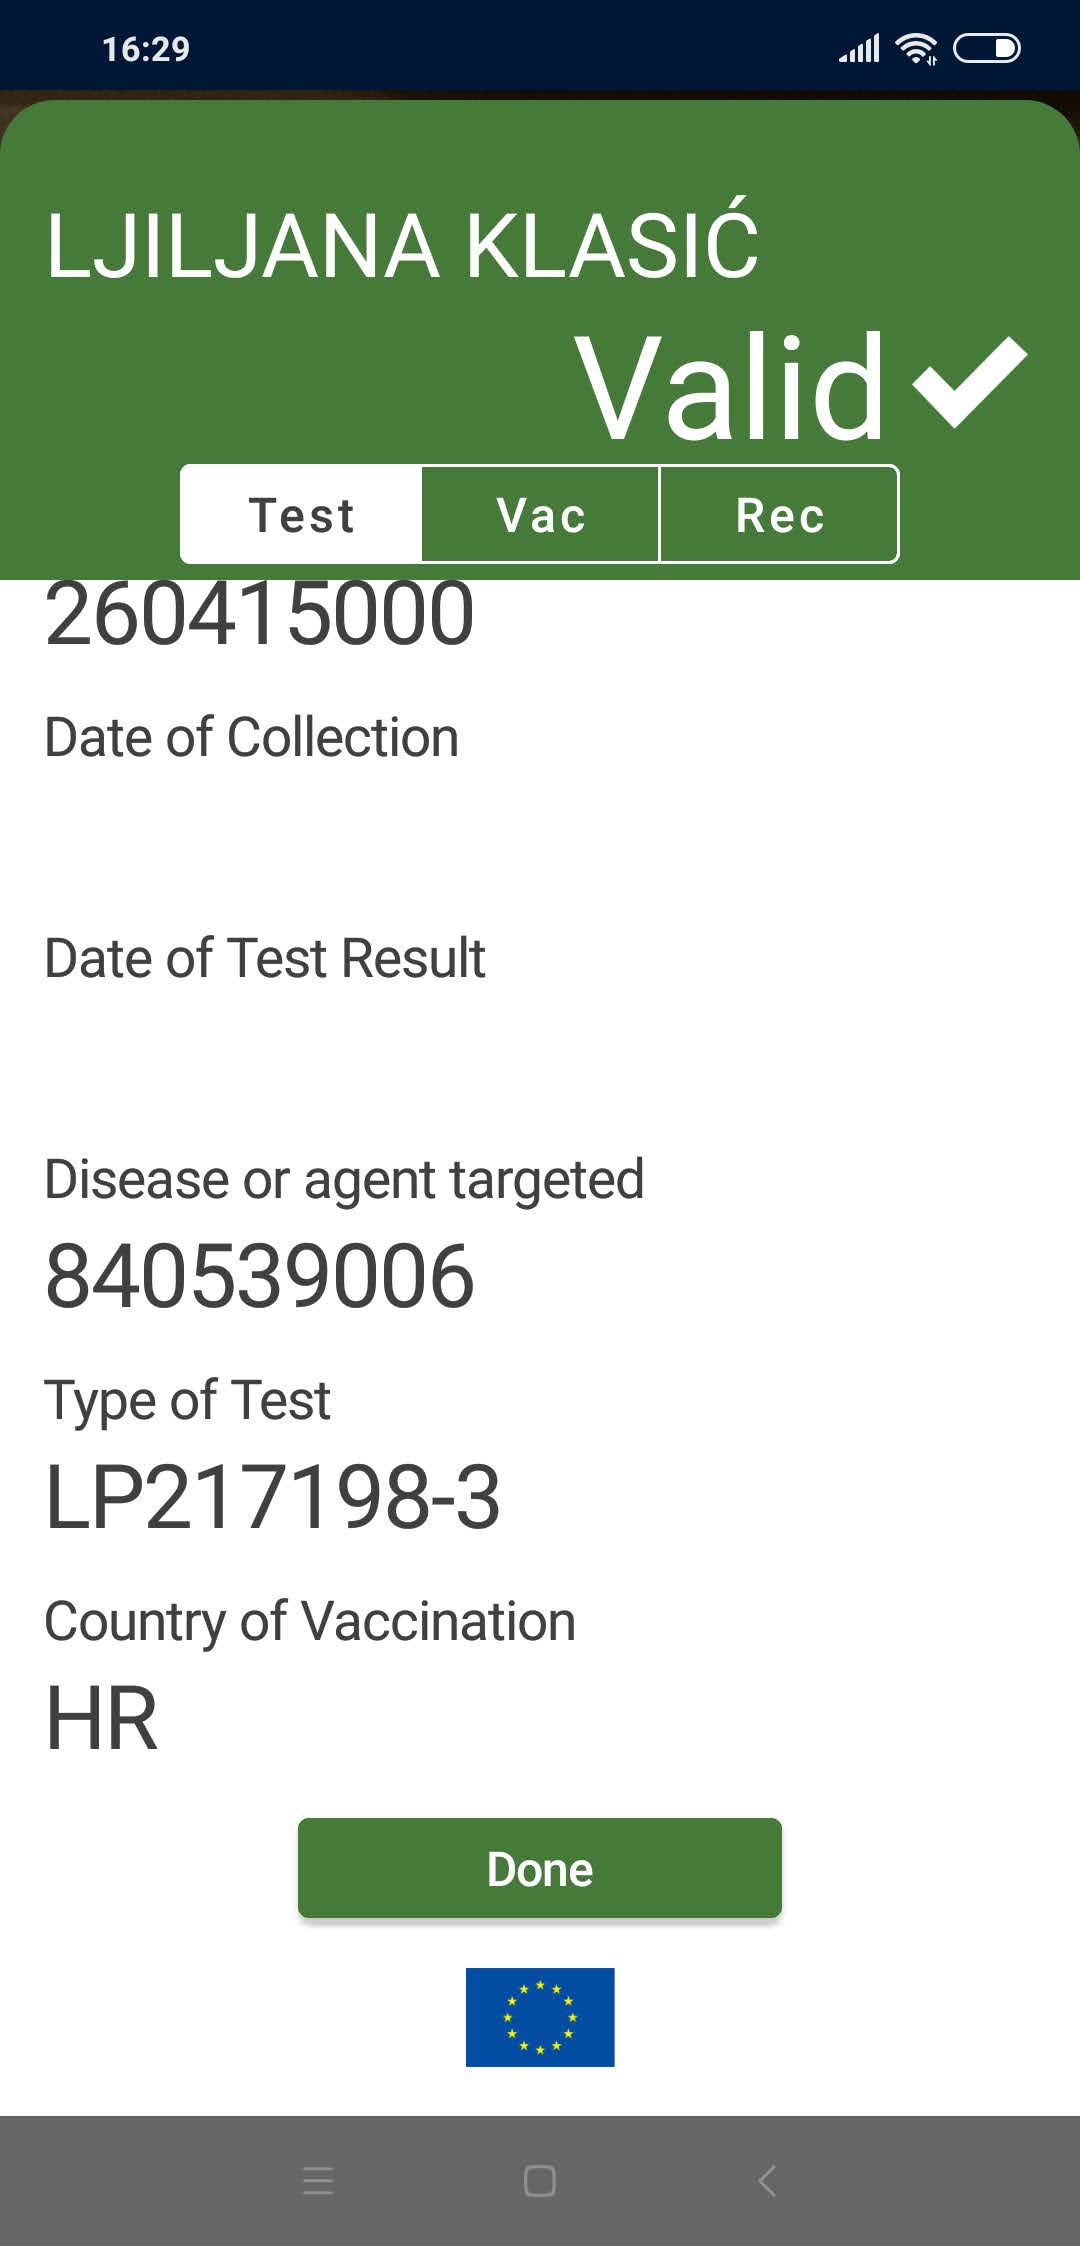 16:29
LJILJANA KLASIĆ
Valid
Test Vac Rec
260415000
Date of Collection
Date of Test Result
Disease or agent targeted
840539006
Type of Test
LP217198-3
Country of Vaccination
HR
Done